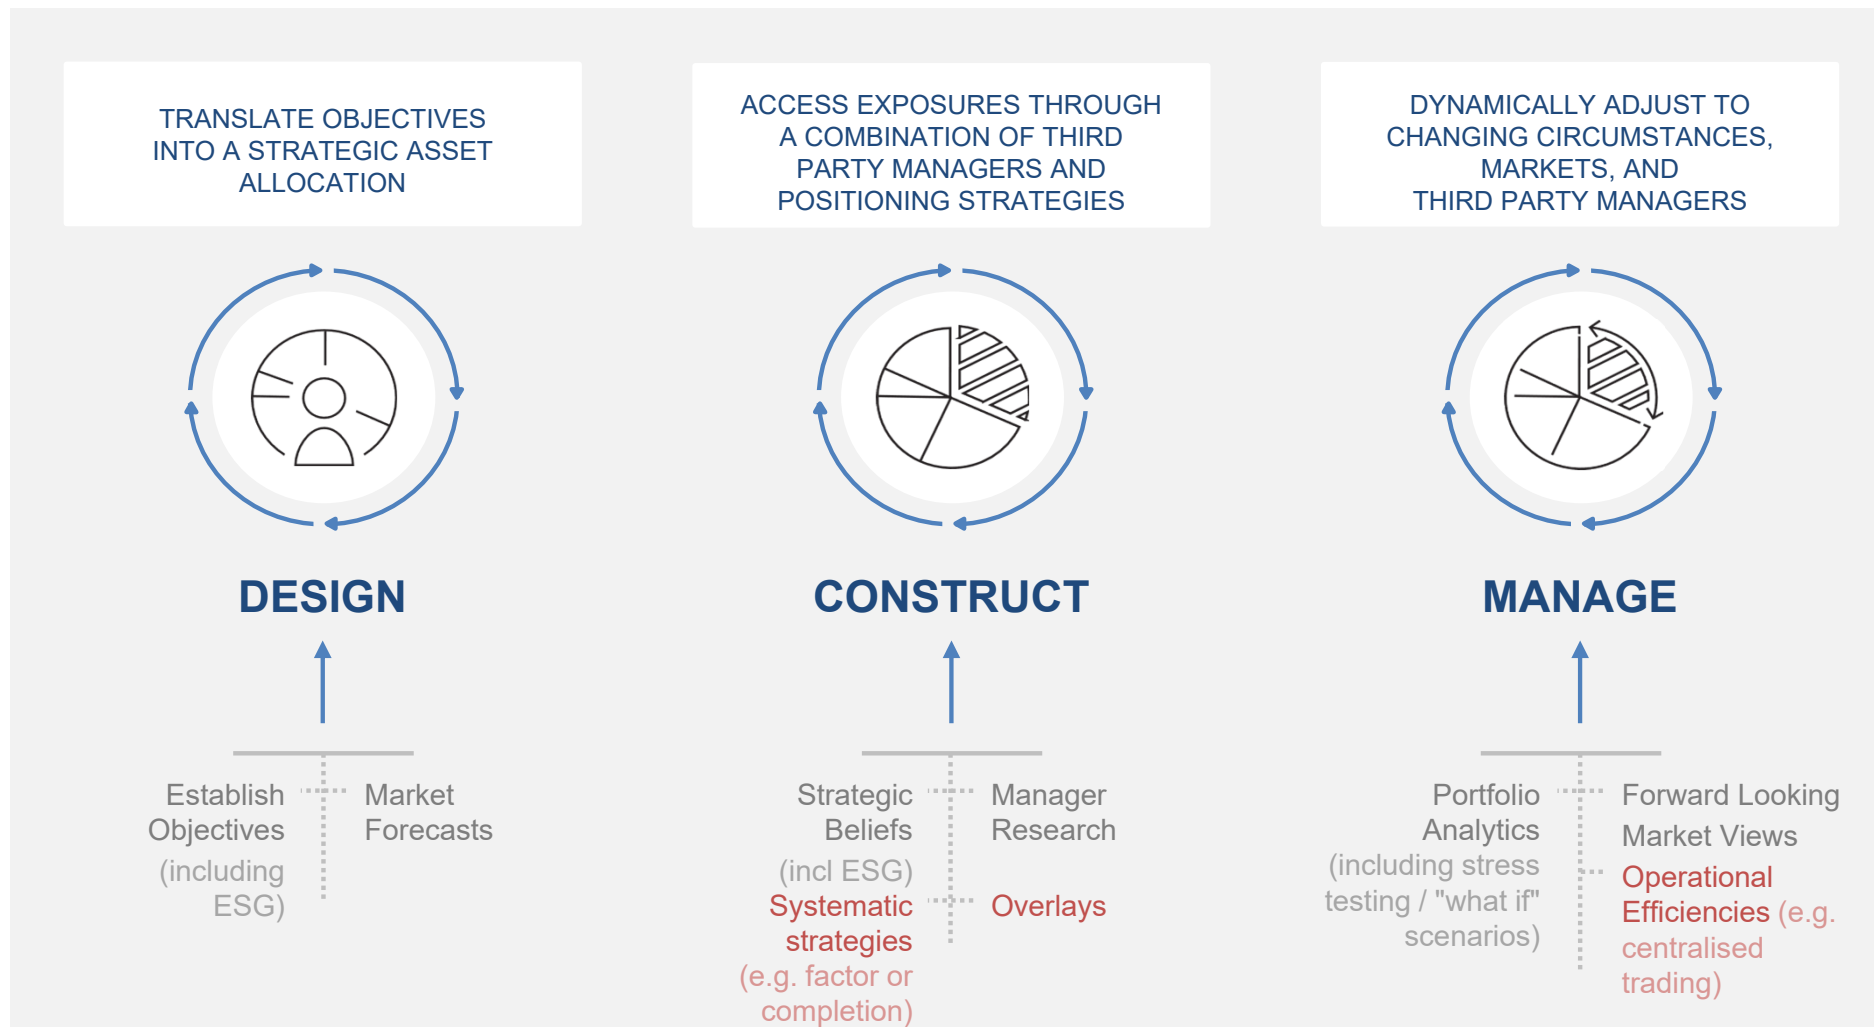 TRANSLATE OBJECTIVES
INTO A STRATEGIC ASSET
ALLOCATION
ACCESS EXPOSURES THROUGH
A COMBINATION OF THIRD
PARTY MANAGERS AND
POSITIONING STRATEGIES
DYNAMICALLY ADJUST TO
CHANGING CIRCUMSTANCES,
MARKETS, AND
THIRD PARTY MANAGERS
DESIGN
CONSTRUCT
MANAGE
Establish
Objectives
(including
ESG)
Market
Forecasts
Strategic
Beliefs
(incl ESG)
Systematic
strategies
(e.g. factor or
completion)
Manager
Research
Overlays
Portfolio
Analytics
(including stress
testing / "what if"
scenarios)
Forward Looking
Market Views
Operational
Efficiencies (e.g.
centralised
trading)